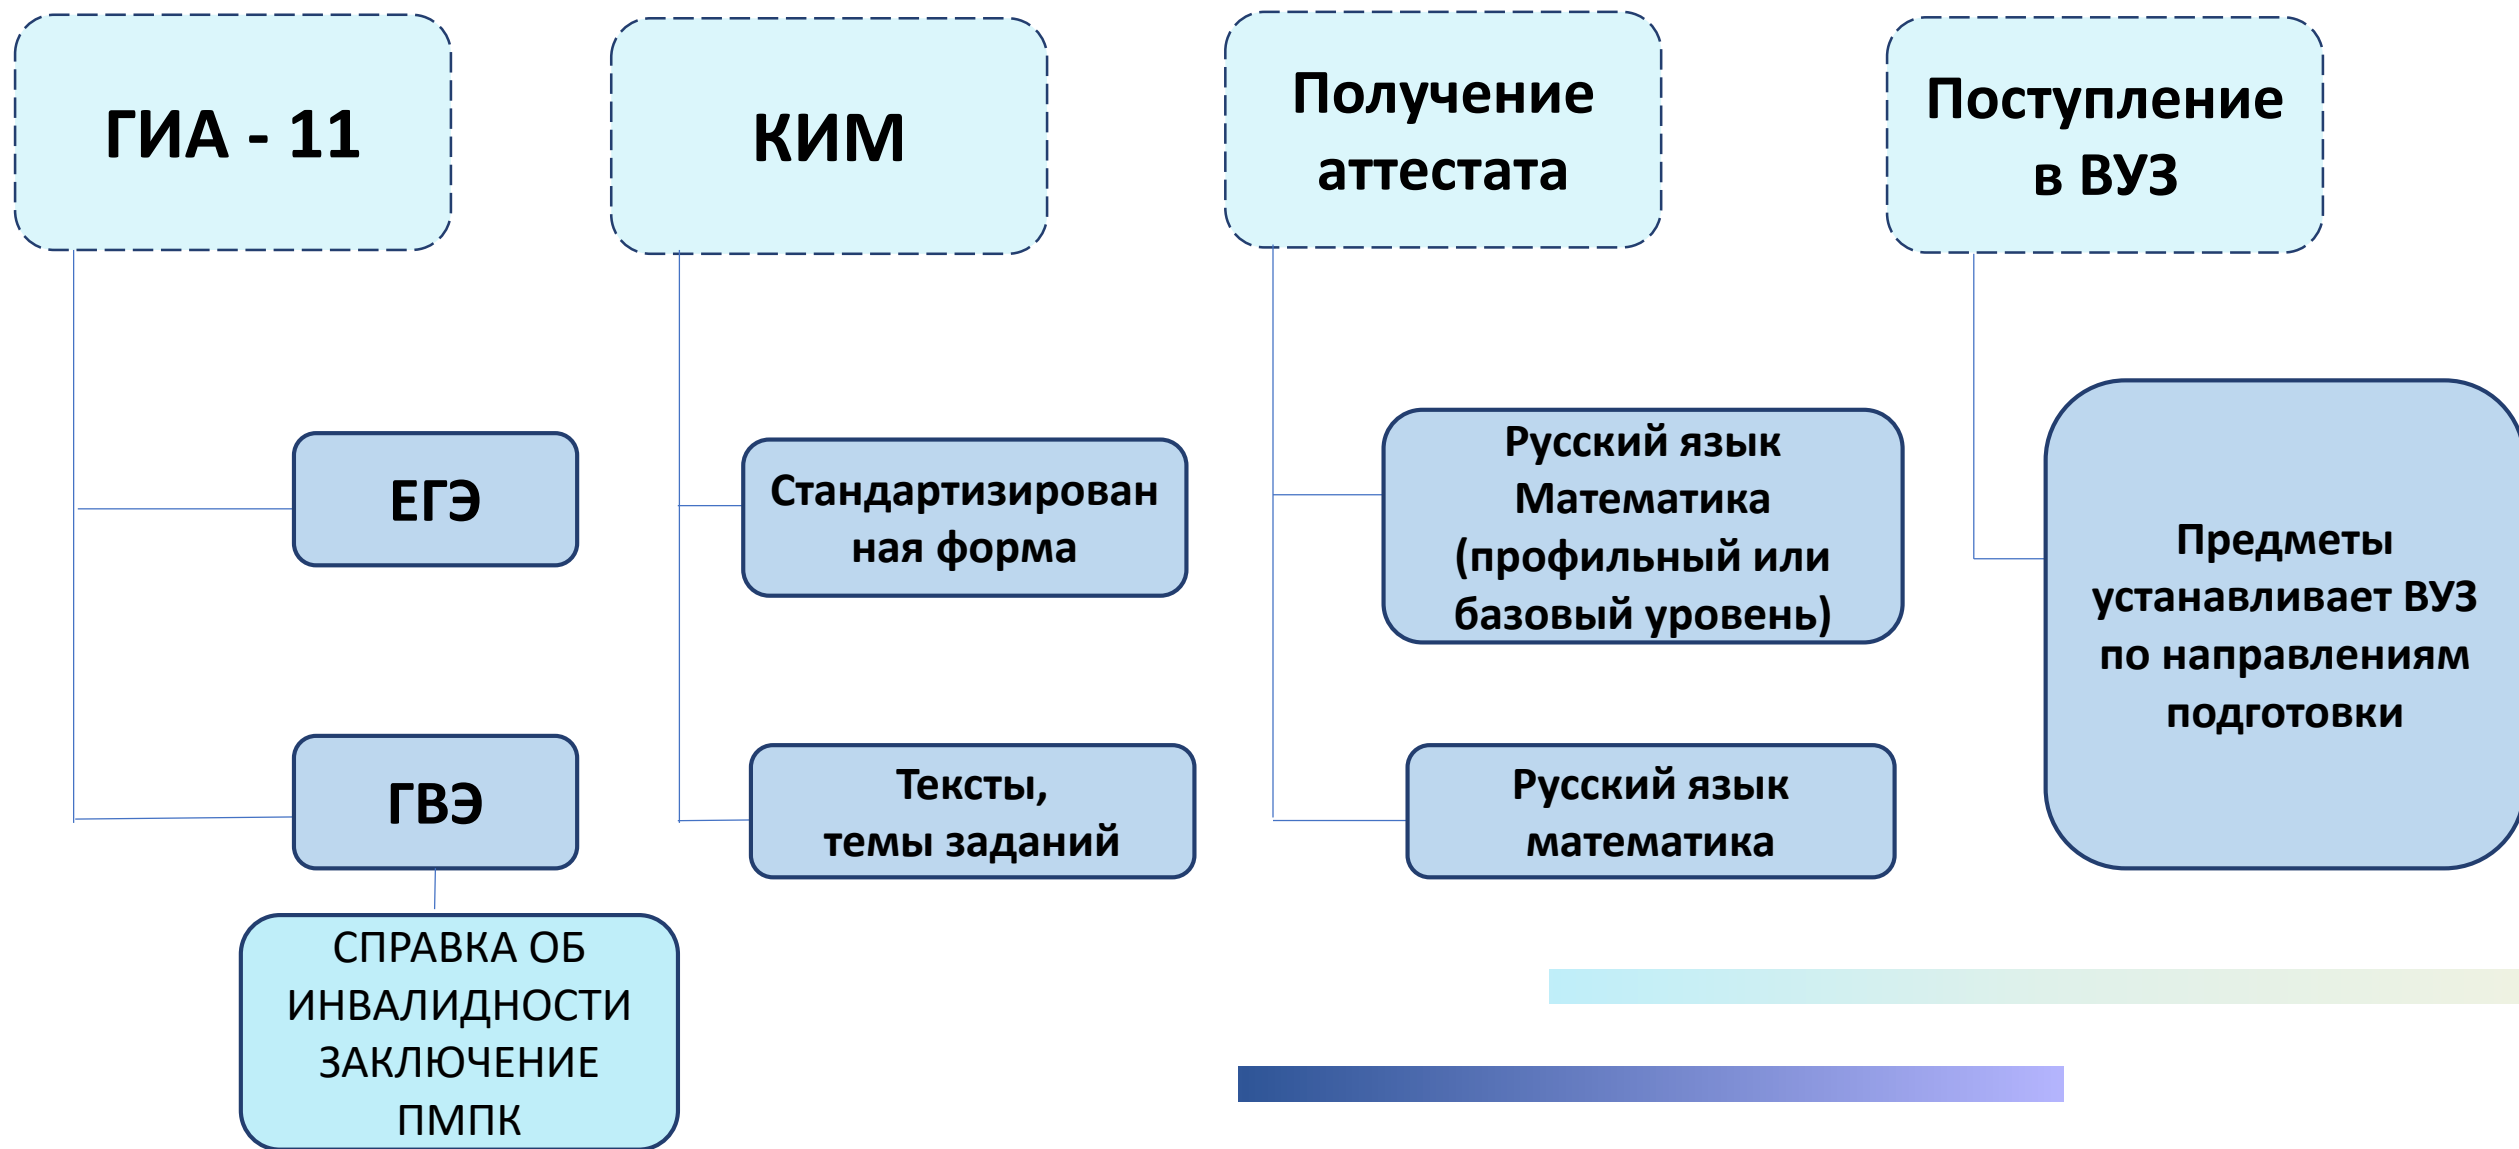 ГИА - 11
КИМ
Получение
аттестата
Поступление
в ВУЗ
ЕГЭ
Стандартизирован
ная форма
Русский язык
Математика
(профильный или
базовый уровень)
Предметы
устанавливает ВУЗ
по направлениям
подготовки
ГВЭ
Тексты,
темы заданий
Русский язык
математика
СПРАВКА ОБ
ИНВАЛИДНОСТИ
ЗАКЛЮЧЕНИЕ
ПМПК